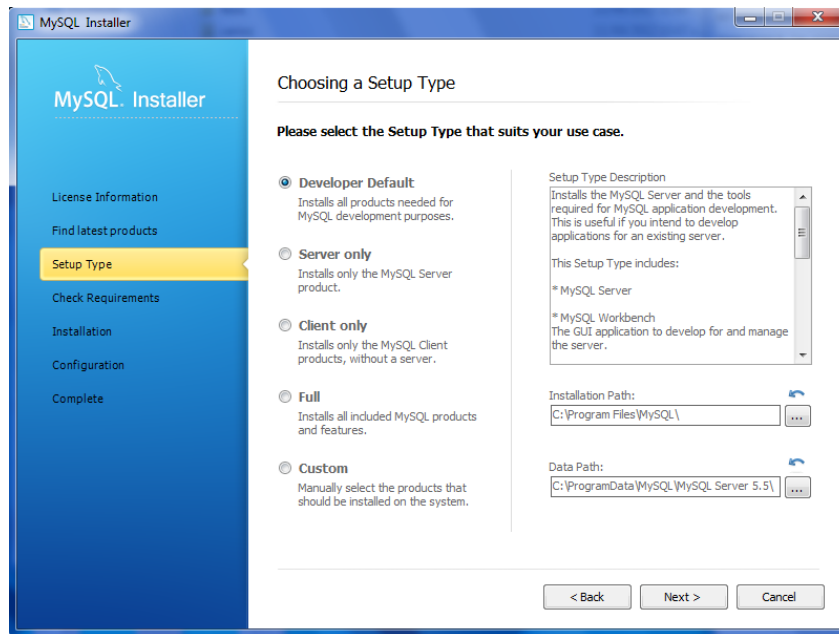 MySQL Installer
MySQL. Installer
License Information
Find latest products
Setup Type
Check Requirements
Installation
Configuration
Complete
Choosing a Setup Type
Please select the Setup Type that suits your use case.
Developer Default
Installs all products needed for
MySQL development purposes.
Server only
Installs only the MySQL Server
product.
Client only
Installs only the MySQL Client
products, without a server.
Full
Installs all included MySQL products
and features.
Custom
Manually select the products that
should be installed on the system.
Setup Type Description
Installs the MySQL Server and the tools
required for MySQL application development.
This is useful if you intend to develop
applications for an existing server.
This Setup Type includes:
* MySQL Server
* MySQL Workbench
The GUI application to develop for and manage
the server.
Installation Path:
C:\Program Files\MySQL\
...
Data Path:
C:\ProgramData\MySQL\MySQL Server 5.5\
...
< Back
Next >
Cancel